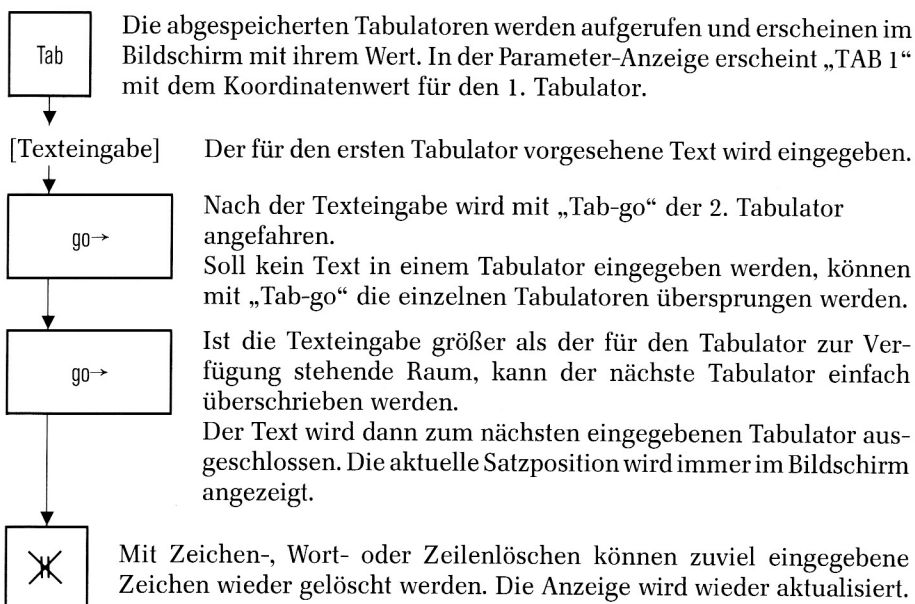 Tab
Die abgespeicherten Tabulatoren werden aufgerufen und erscheinen im
Bildschirm mit ihrem Wert. In der Parameter-Anzeige erscheint „TAB 1“
mit dem Koordinatenwert für den 1. Tabulator.
[Texteingabe] Der für den ersten Tabulator vorgesehene Text wird eingegeben.
go→
Nach der Texteingabe wird mit „Tab-go“ der 2. Tabulator
angefahren.
Soll kein Text in einem Tabulator eingegeben werden, können
mit „Tab-go“ die einzelnen Tabulatoren übersprungen werden.
go→
Ist die Texteingabe größer als der für den Tabulator zur Ver-
fügung stehende Raum, kann der nächste Tabulator einfach
überschrieben werden.
Der Text wird dann zum nächsten eingegebenen Tabulator aus-
geschlossen. Die aktuelle Satzposition wird immer im Bildschirm
angezeigt.
Mit Zeichen-, Wort- oder Zeilenlöschen können zuviel eingegebene
Zeichen wieder gelöscht werden. Die Anzeige wird wieder aktualisiert.